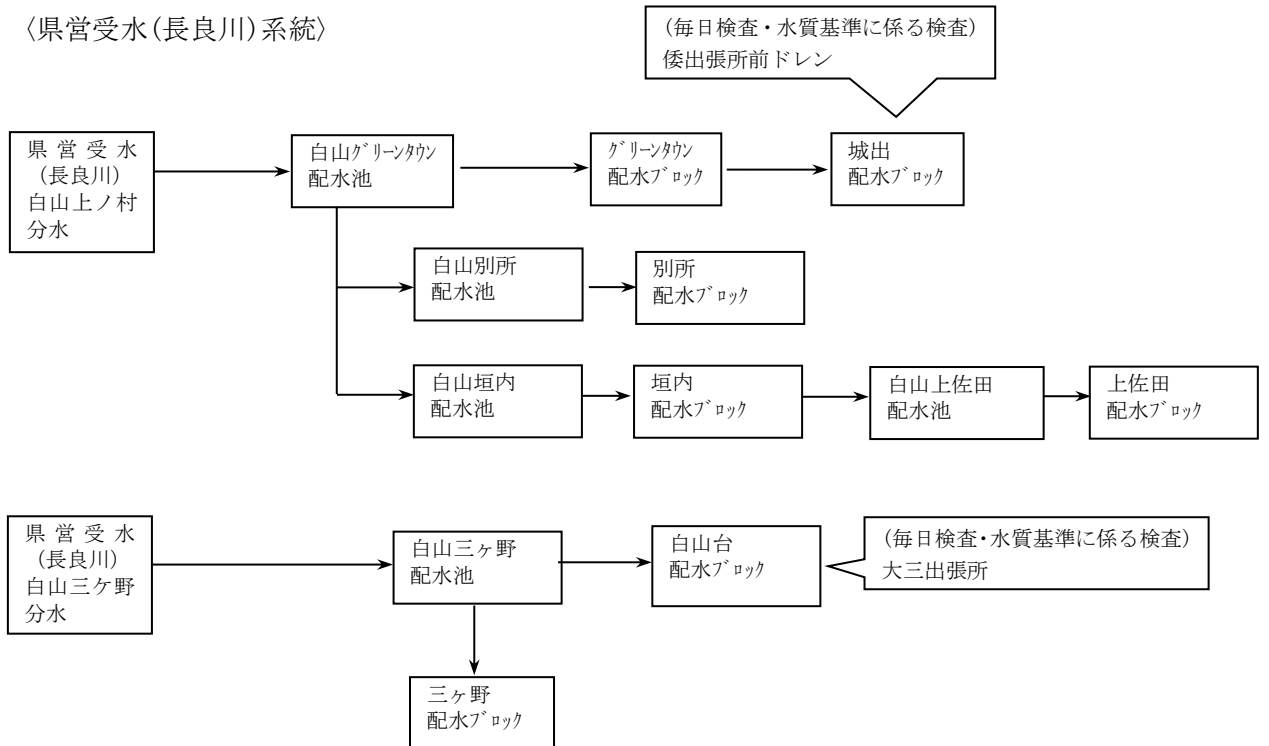 〈県営受水(長良川)系統〉
(毎日検査・水質基準に係る検査)
倭出張所前ドレン
県営受水
(長良川)
白山上ノ村
分水
白山グリーンタウン
配水池
グリーンタウン
配水ブロック
城出
配水ブロック
白山別所
配水池
別所
配水ブロック
白山垣内
配水池
垣内
配水ブロック
白山上佐田
配水池
上佐田
配水ブロック
県営受水
(長良川)
白山三ケ野
分水
白山三ヶ野
配水池
白山台
配水ブロック
(毎日検査・水質基準に係る検査)
大三出張所
三ヶ野
配水ブロック